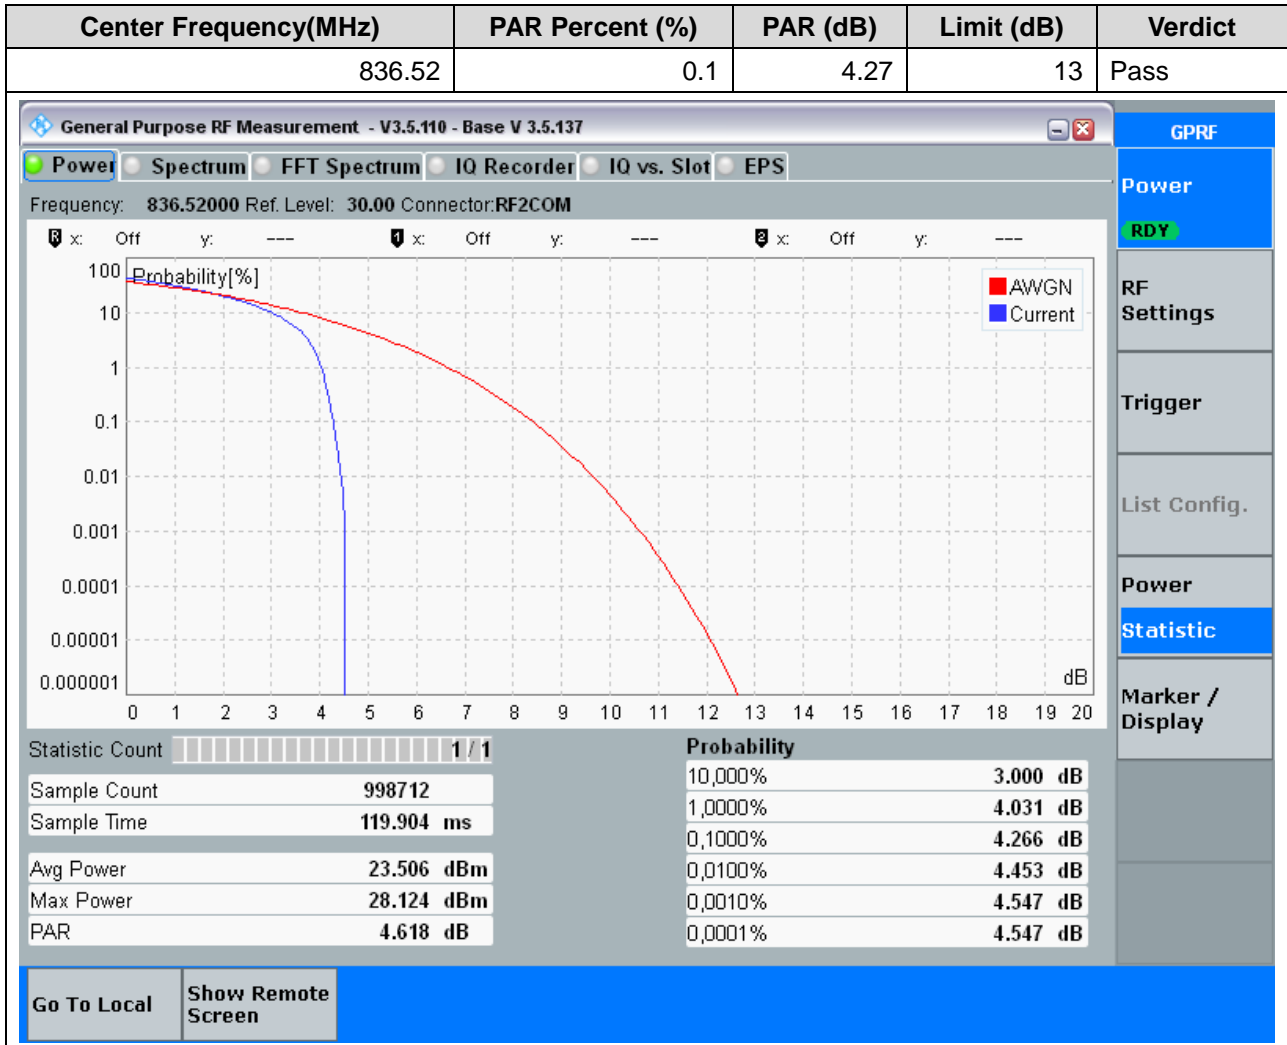 Center Frequency(MHz) PAR Percent (%) PAR (dB) Limit (dB) Verdict
836.52 0.1 4.27 13 Pass
General Purpose RF Measurement - V3.5.110 - Base V 3.5.137
GPRF
Power Spectrum FFT Spectrum IQ Recorder IQ vs. Slot EPS
Frequency: 836.52000 Ref. Level: 30.00 Connector:RF2COM
R x: Off y: --- 1 x: Off y: --- 2 x: Off y: ---
Probability[%]
AWGN
Current
100
10
1
0.1
0.01
0.001
0.0001
0.00001
0.000001
dB
0 1 2 3 4 5 6 7 8 9 10 11 12 13 14 15 16 17 18 19 20
Statistic Count 1 / 1
Sample Count 998712
Sample Time 119.904 ms
Avg Power 23.506 dBm
Max Power 28.124 dBm
PAR 4.618 dB
Probability
10,000% 3.000 dB
1,0000% 4.031 dB
0,1000% 4.266 dB
0,0100% 4.453 dB
0,0010% 4.547 dB
0,0001% 4.547 dB
Power
RDY
RF
Settings
Trigger
List Config.
Power
Statistic
Marker /
Display
Go To Local
Show Remote
Screen